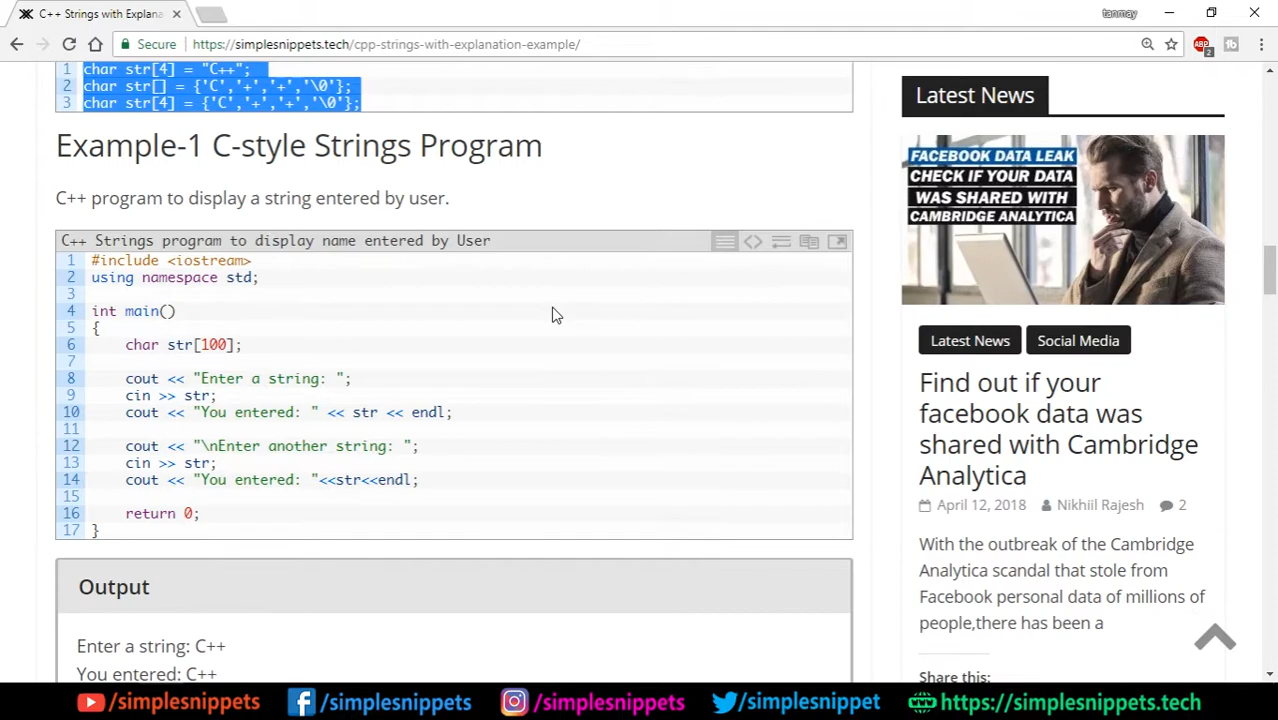 C++ Strings with Explana
tanmay
Secure
https://simplesnippets.tech/cpp-strings-with-explanation-example/
ABP
2
1 char str[4] = "C++";
2 char str[] = {'C','+','+','\0'};
3 char str[4] = {'C','+','+','\0'};
Example-1 C-style Strings Program
C++ program to display a string entered by user.
C++ Strings program to display name entered by User
1 #include <iostream>
2 using namespace std;
3
4 int main()
5 {
6     char str[100];
7
8     cout << "Enter a string: ";
9     cin >> str;
10     cout << "You entered: " << str << endl;
11
12     cout << "\nEnter another string: ";
13     cin >> str;
14     cout << "You entered: "<<str<<endl;
15
16     return 0;
17 }
Output
Enter a string: C++
You entered: C++
Latest News
FACEBOOK DATA LEAK
CHECK IF YOUR DATA
WAS SHARED WITH
CAMBRIDGE ANALYTICA
Latest News
Social Media
Find out if your
facebook data was
shared with Cambridge
Analytica
April 12, 2018
Nikhiil Rajesh
2
With the outbreak of the Cambridge
Analytica scandal that stole from
Facebook personal data of millions of
people,there has been a
Share this:
/simplesnippets
/simplesnippets
/simplesnippets
/simplesnippet
https://simplesnippets.tech